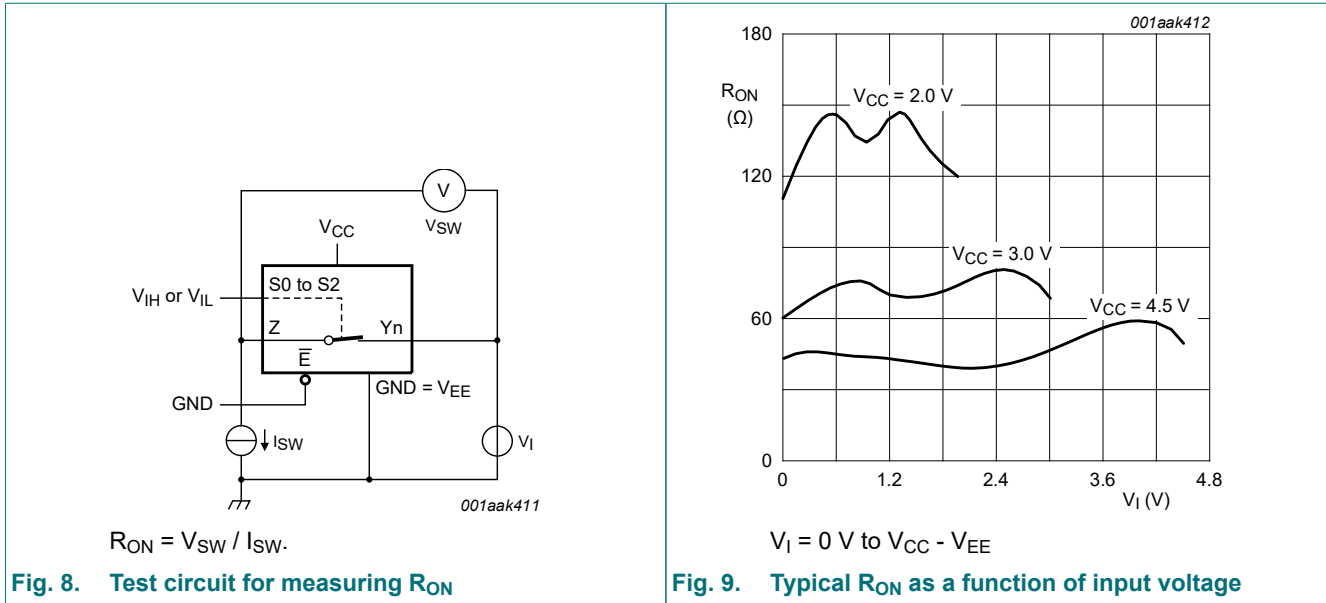 V
VSW
VCC
S0 to S2
VIH or VIL
Z
Yn
E̅
GND = VEE
GND
ISW
VI
001aak411
RON = VSW / ISW.
Fig. 8. Test circuit for measuring RON
001aak412
180
RON
(Ω)
VCC = 2.0 V
120
VCC = 3.0 V
VCC = 4.5 V
60
0
0 1.2 2.4 3.6 4.8
VI (V)
VI = 0 V to VCC - VEE
Fig. 9. Typical RON as a function of input voltage